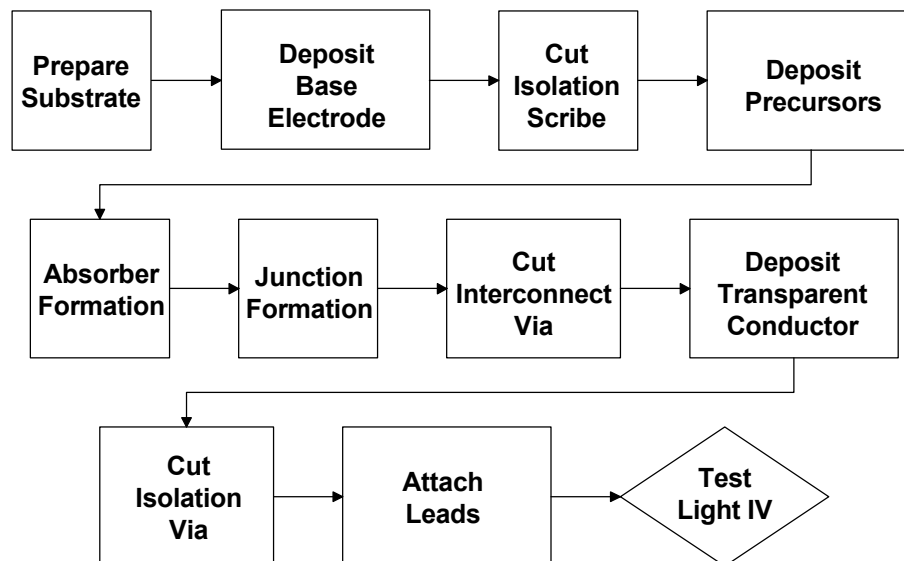 Prepare
Substrate
Deposit
Base
Electrode
Cut
Isolation
Scribe
Deposit
Precursors
Absorber
Formation
Junction
Formation
Cut
Interconnect
Via
Deposit
Transparent
Conductor
Cut
Isolation
Via
Attach
Leads
Test
Light IV